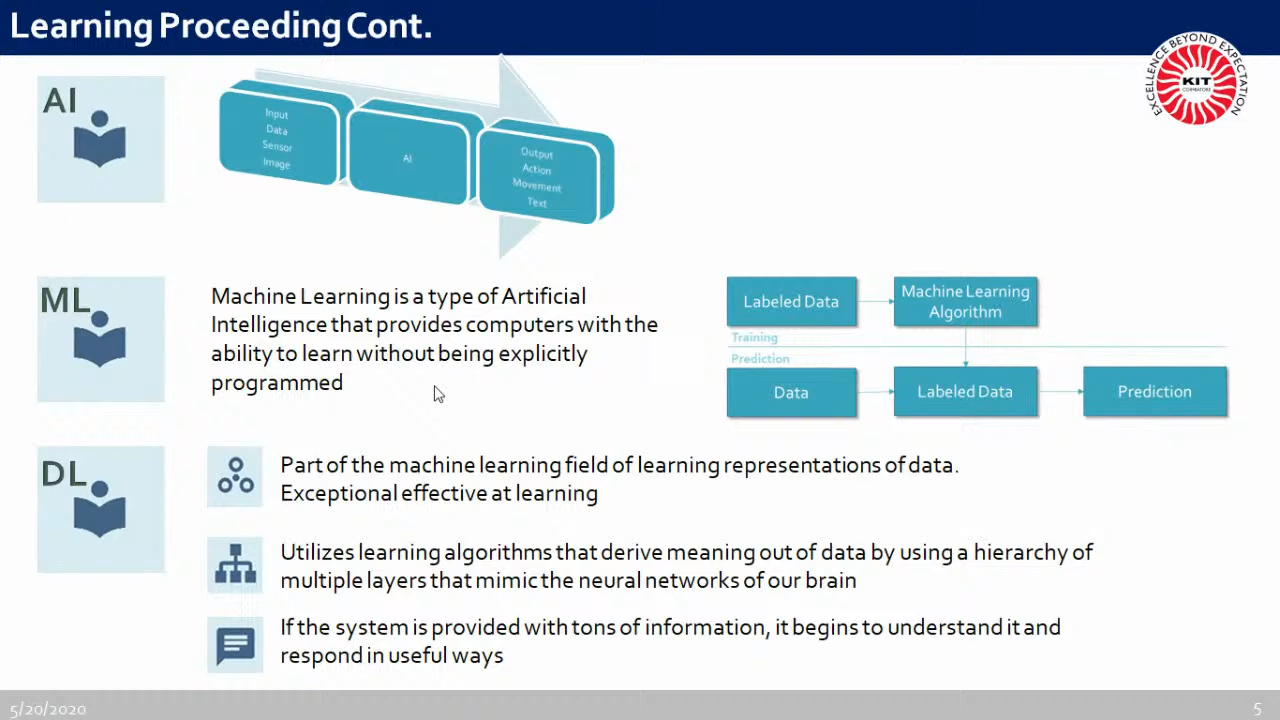 Learning Proceeding Cont.
EXCELLENCE BEYOND EXPECTATION
KIT
COIMBATORE
AI
Input
Data
Sensor
Image
AI
Output
Action
Movement
Text
ML
Machine Learning is a type of Artificial
Intelligence that provides computers with the
ability to learn without being explicitly
programmed
Labeled Data
Machine Learning
Algorithm
Training
Prediction
Data
Labeled Data
Prediction
DL
Part of the machine learning field of learning representations of data.
Exceptional effective at learning
Utilizes learning algorithms that derive meaning out of data by using a hierarchy of
multiple layers that mimic the neural networks of our brain
If the system is provided with tons of information, it begins to understand it and
respond in useful ways
5/20/2020
5